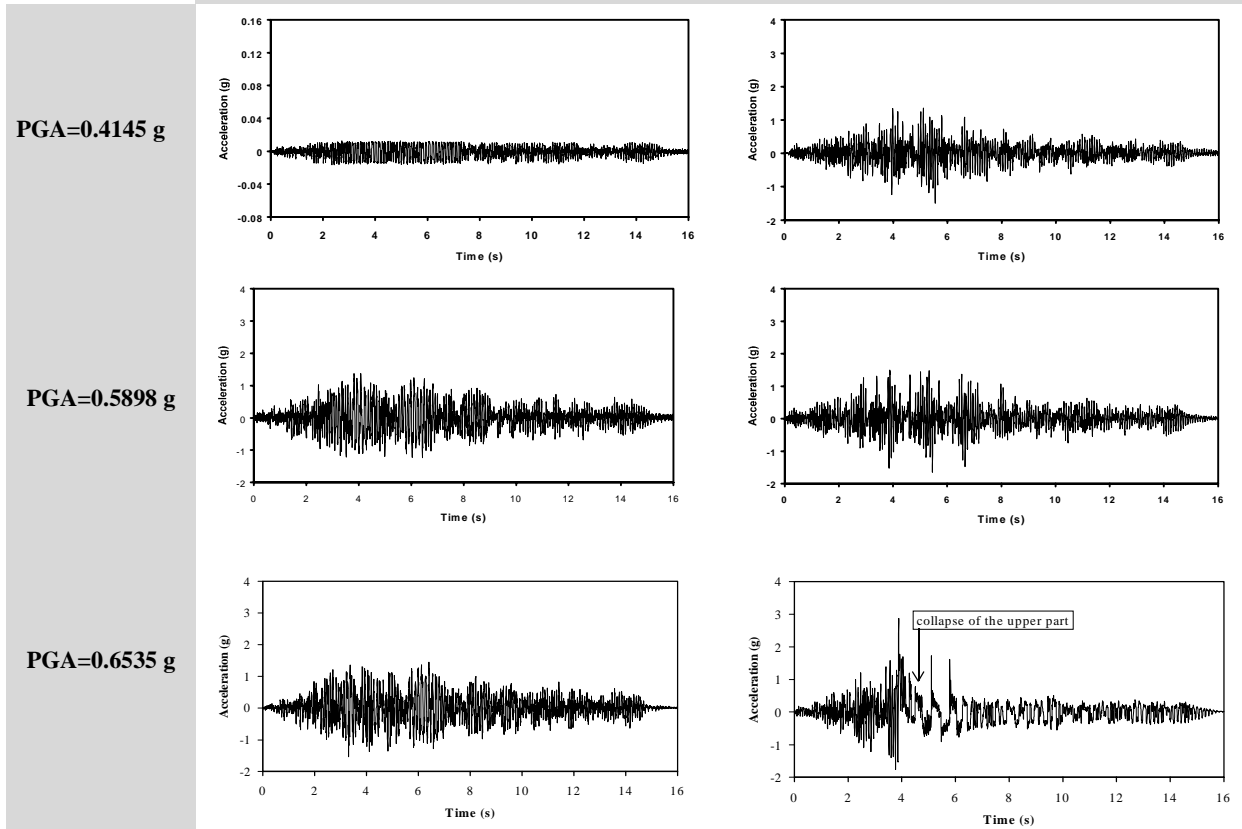 PGA=0.4145 g
Acceleration (g)
0.16
0.12
0.08
0.04
0
-0.04
-0.08
0 2 4 6 8 10 12 14 16
Time (s)
Acceleration (g)
4
3
2
1
0
-1
-2
0 2 4 6 8 10 12 14 16
Time (s)
PGA=0.5898 g
Acceleration (g)
4
3
2
1
0
-1
-2
0 2 4 6 8 10 12 14 16
Time (s)
Acceleration (g)
4
3
2
1
0
-1
-2
0 2 4 6 8 10 12 14 16
Time (s)
PGA=0.6535 g
Acceleration (g)
4
3
2
1
0
-1
-2
0 2 4 6 8 10 12 14 16
Time (s)
Acceleration (g)
4
3
2
1
0
-1
-2
collapse of the upper part
0 2 4 6 8 10 12 14 16
Time (s)